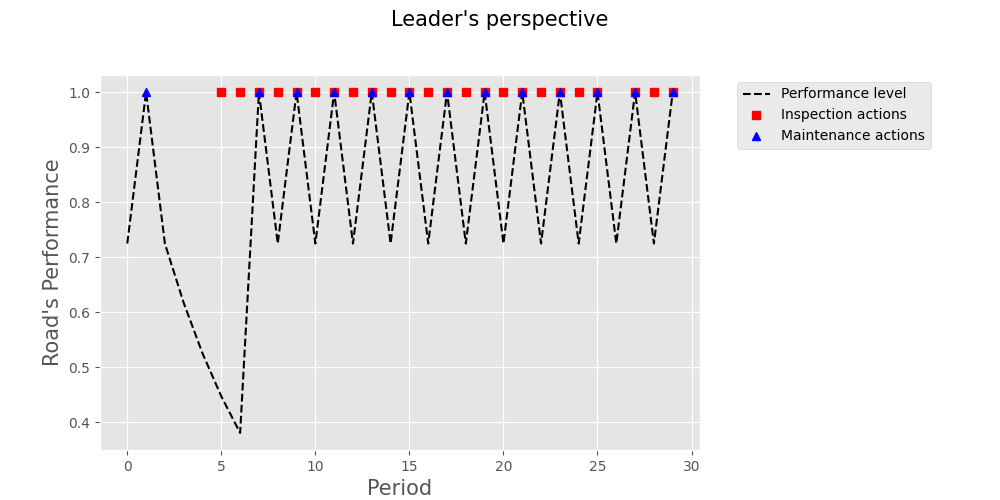 Leader's perspective
1.0
0.9
0.8
0.7
0.6
0.5
0.4
Road's Performance
0
5
10
15
20
25
30
Period
Performance level
Inspection actions
Maintenance actions